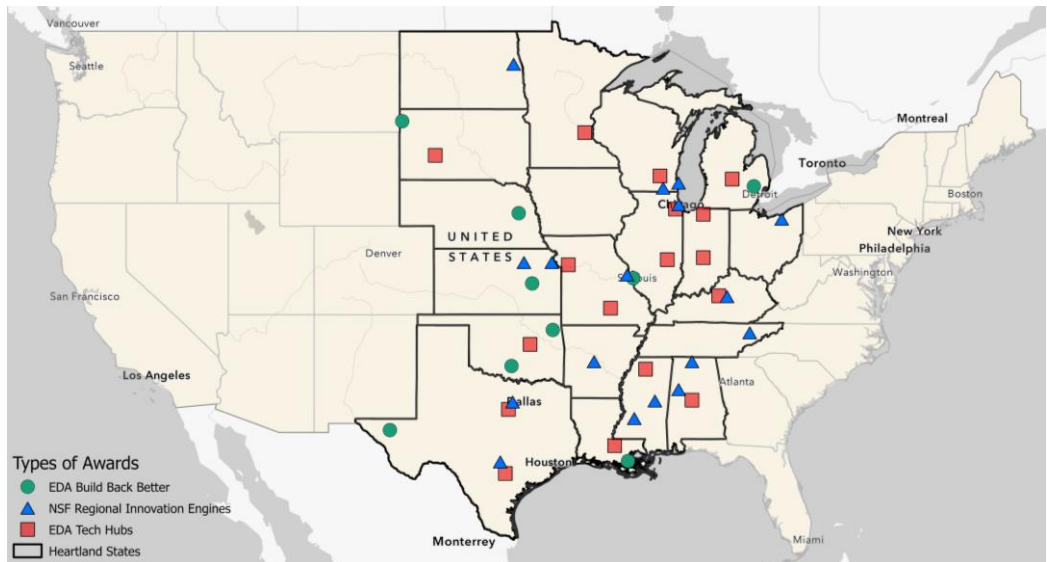 Vancouver
Seattle
Montreal
Toronto
Boston
Detroit
Chicago
New York
Philadelphia
UNITED
STATES
Denver
Washington
San Francisco
Los Angeles
Atlanta
Dallas
Houston
Types of Awards
EDA Build Back Better
NSF Regional Innovation Engines
EDA Tech Hubs
Heartland States
Monterrey
Miami